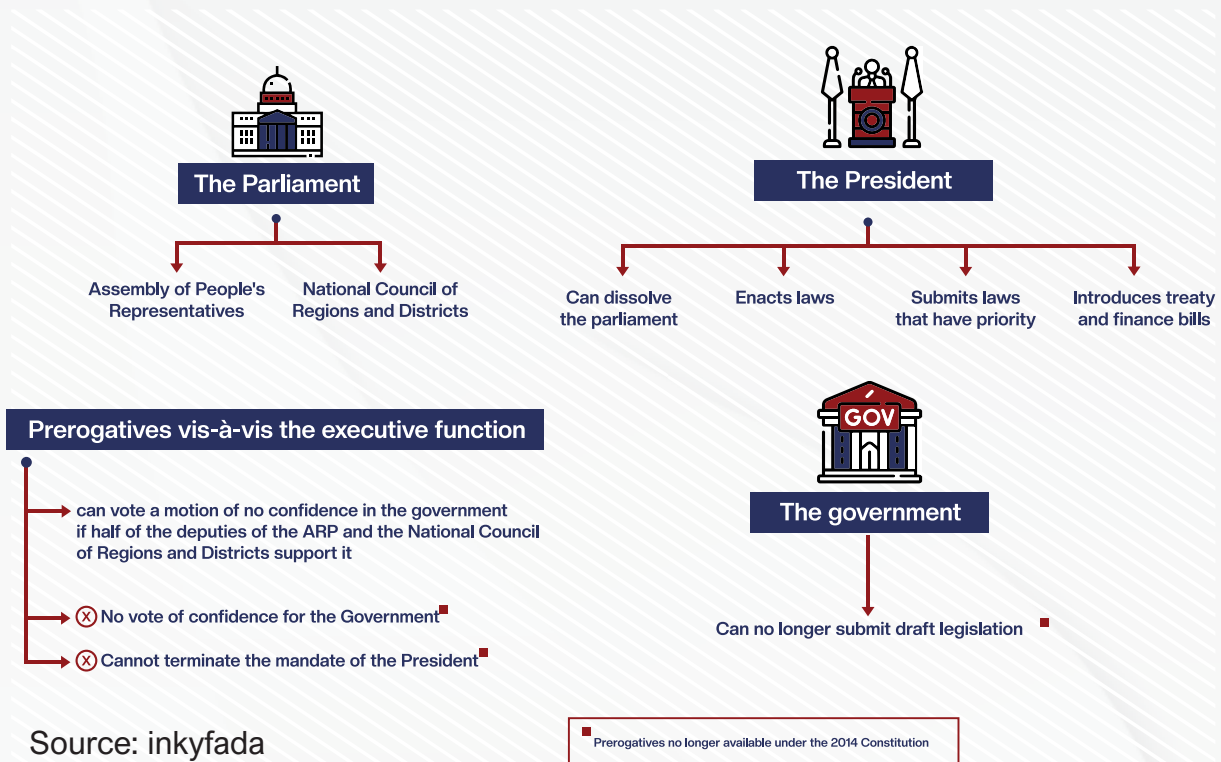 The Parliament
Assembly of People's
Representatives
National Council of
Regions and Districts
The President
Can dissolve
the parliament
Enacts laws
Submits laws
that have priority
Introduces treaty
and finance bills
Prerogatives vis-à-vis the executive function
can vote a motion of no confidence in the government
if half of the deputies of the ARP and the National Council
of Regions and Districts support it
X No vote of confidence for the Government
X Cannot terminate the mandate of the President
GOV
The government
Can no longer submit draft legislation
Source: inkyfada
Prerogatives no longer available under the 2014 Constitution